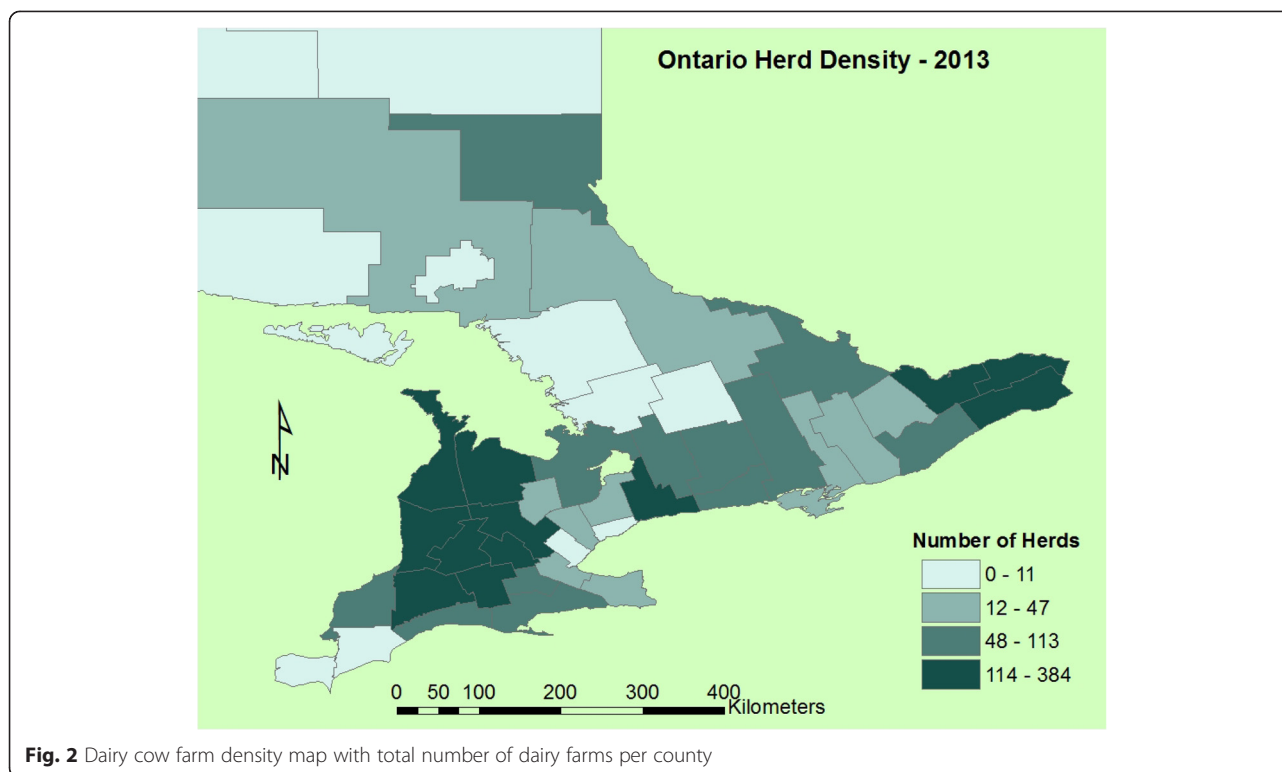 Ontario Herd Density - 2013
N
Number of Herds
0 - 11
12 - 47
48 - 113
114 - 384
0 50 100 200 300 400
Kilometers
Fig. 2 Dairy cow farm density map with total number of dairy farms per county